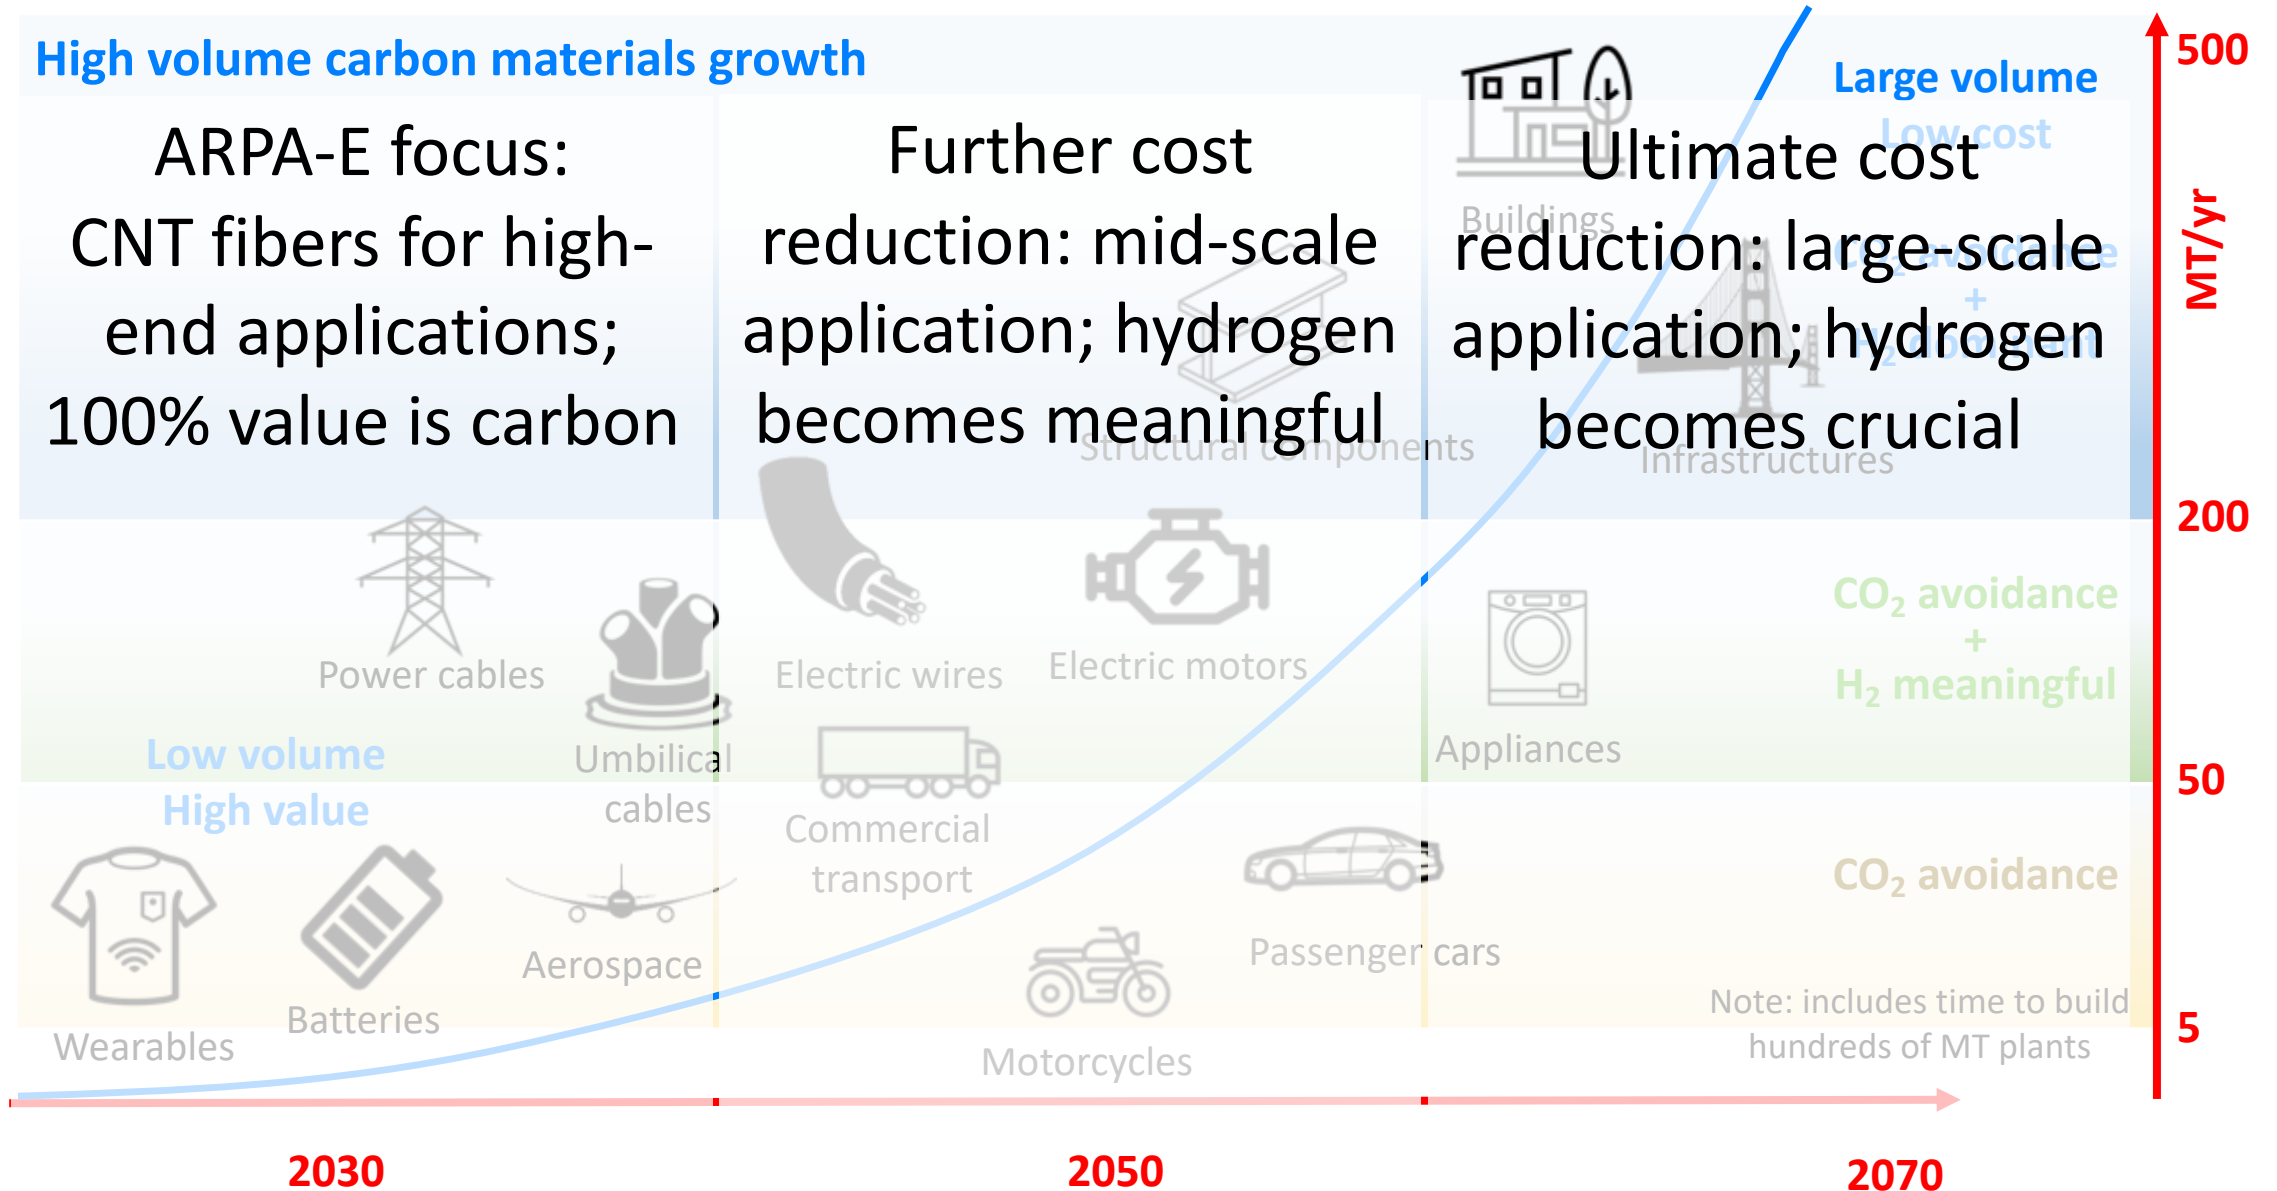 High volume carbon materials growth
ARPA-E focus:
CNT fibers for high-
end applications;
100% value is carbon
Further cost
reduction: mid-scale
application; hydrogen
becomes meaningful
Ultimate cost
reduction: large-scale
application; hydrogen
becomes crucial
Large volume
Low cost
CO₂ avoidance
+
H₂ dominant
Buildings
Structural components
Infrastructures
Power cables
Umbilical
cables
Electric wires
Electric motors
Appliances
CO₂ avoidance
+
H₂ meaningful
Low volume
High value
Commercial
transport
Wearables
Batteries
Aerospace
Motorcycles
Passenger cars
CO₂ avoidance
Note: includes time to build
hundreds of MT plants
500
MT/yr
200
50
5
2030
2050
2070